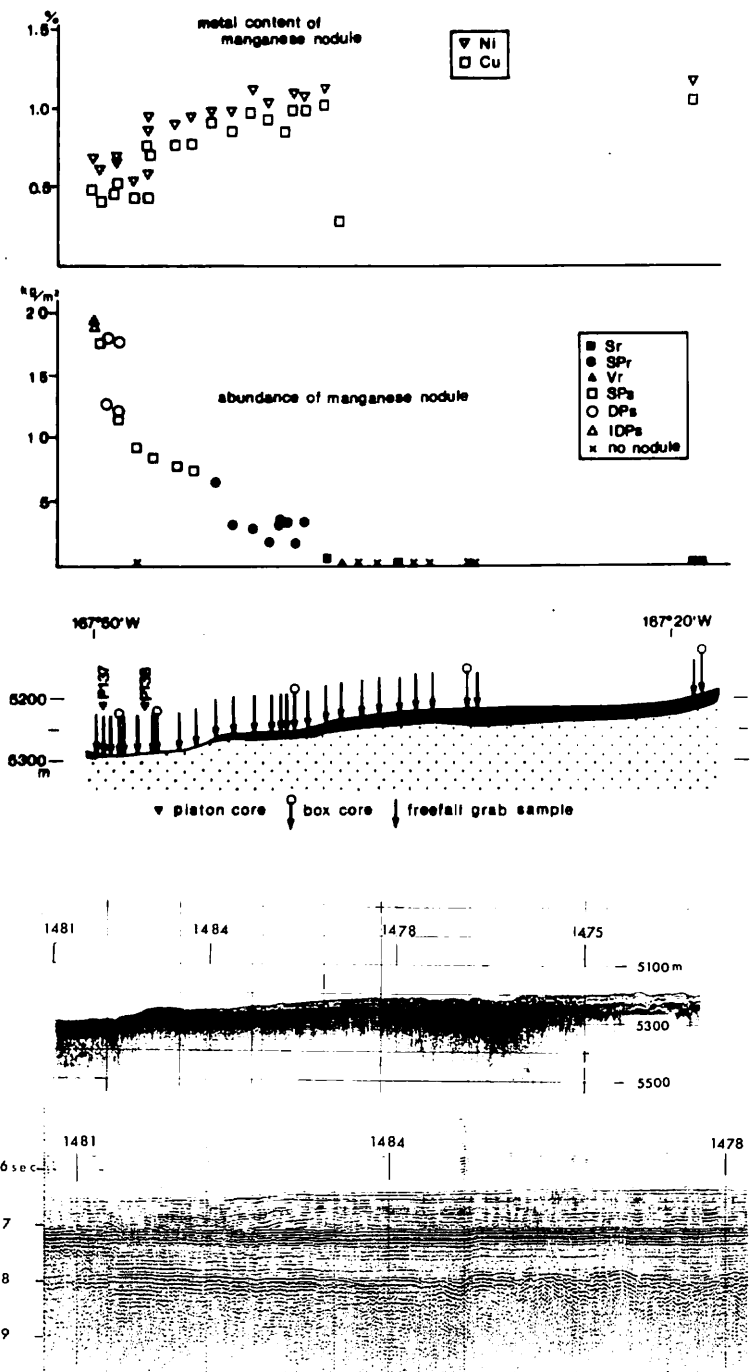 %
metal content of
manganese nodule
1.5
1.0
0.5
Ni
Cu
kg/m²
20
15
10
5
abundance of manganese nodule
Sr
SPr
Vr
SPs
DPs
IDPs
no nodule
167°50'W
167°20'W
P137
P138
5200
5300
m
piston core
box core
freefall grab sample
1481
1484
1478
1475
5100m
5300
5500
1481
1484
1478
6 sec
7
8
9